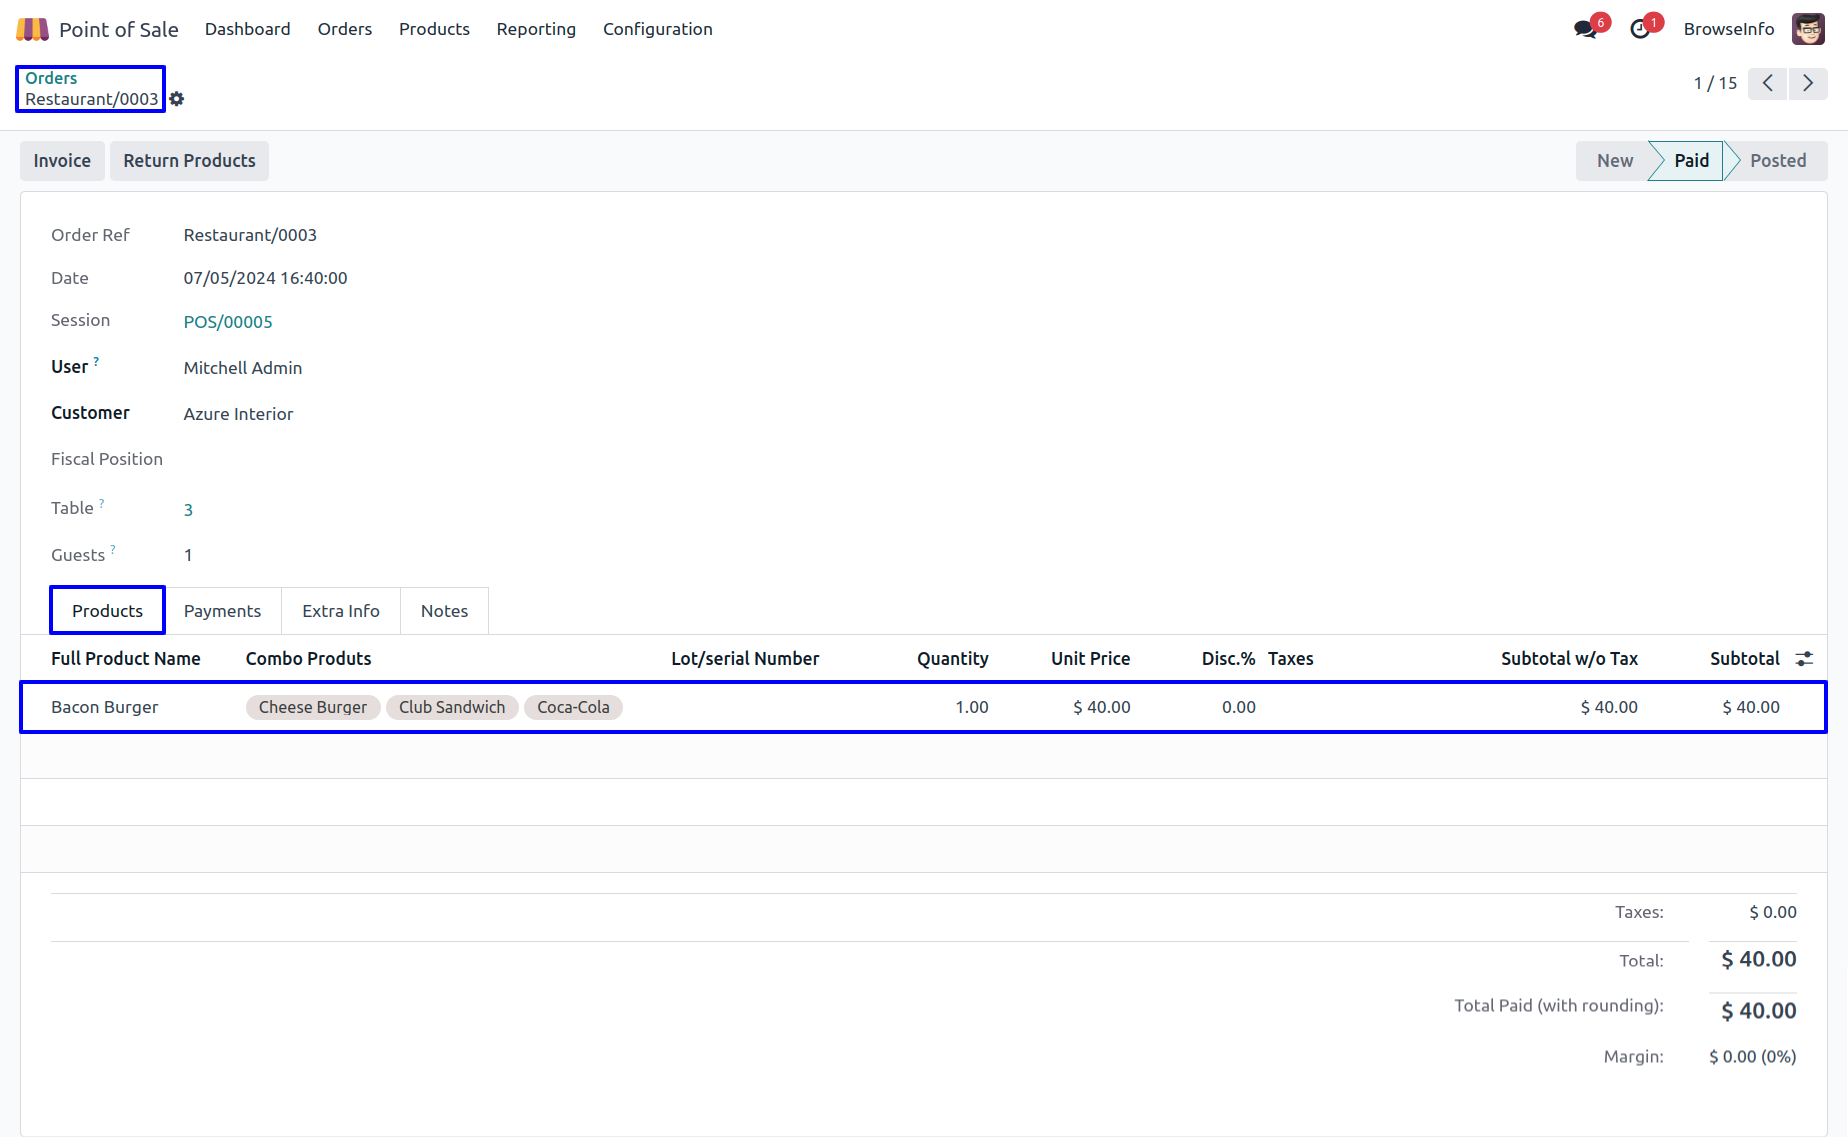 Point of Sale Dashboard Orders Products Reporting Configuration 6 1 BrowseInfo
Orders
Restaurant/0003 1 / 15
Invoice Return Products New Paid Posted
Order Ref Restaurant/0003
Date 07/05/2024 16:40:00
Session POS/00005
User ? Mitchell Admin
Customer Azure Interior
Fiscal Position
Table ? 3
Guests ? 1
Products Payments Extra Info Notes
Full Product Name Combo Produts Lot/serial Number Quantity Unit Price Disc.% Taxes Subtotal w/o Tax Subtotal
Bacon Burger Cheese Burger Club Sandwich Coca-Cola 1.00 $ 40.00 0.00 $ 40.00 $ 40.00
Taxes: $ 0.00
Total: $ 40.00
Total Paid (with rounding): $ 40.00
Margin: $ 0.00 (0%)